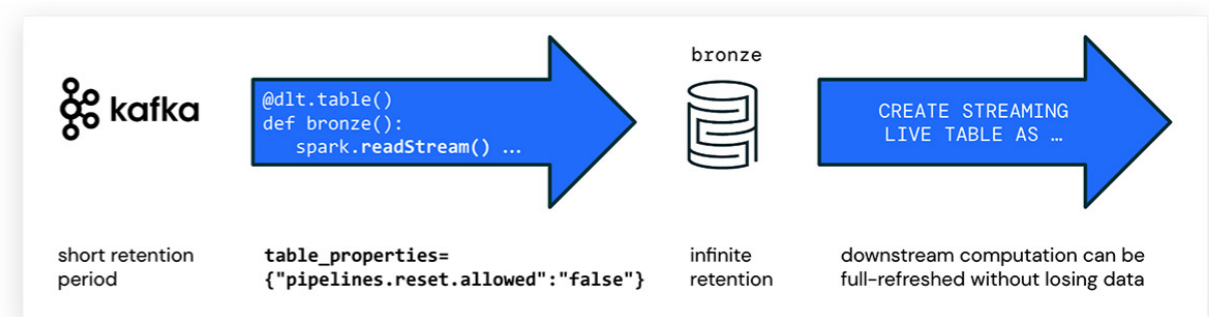 kafka
@dlt.table()
def bronze():
   spark.readStream() …
bronze
CREATE STREAMING
LIVE TABLE AS …
short retention
period
table_properties=
{"pipelines.reset.allowed":"false"}
infinite
retention
downstream computation can be
full-refreshed without losing data